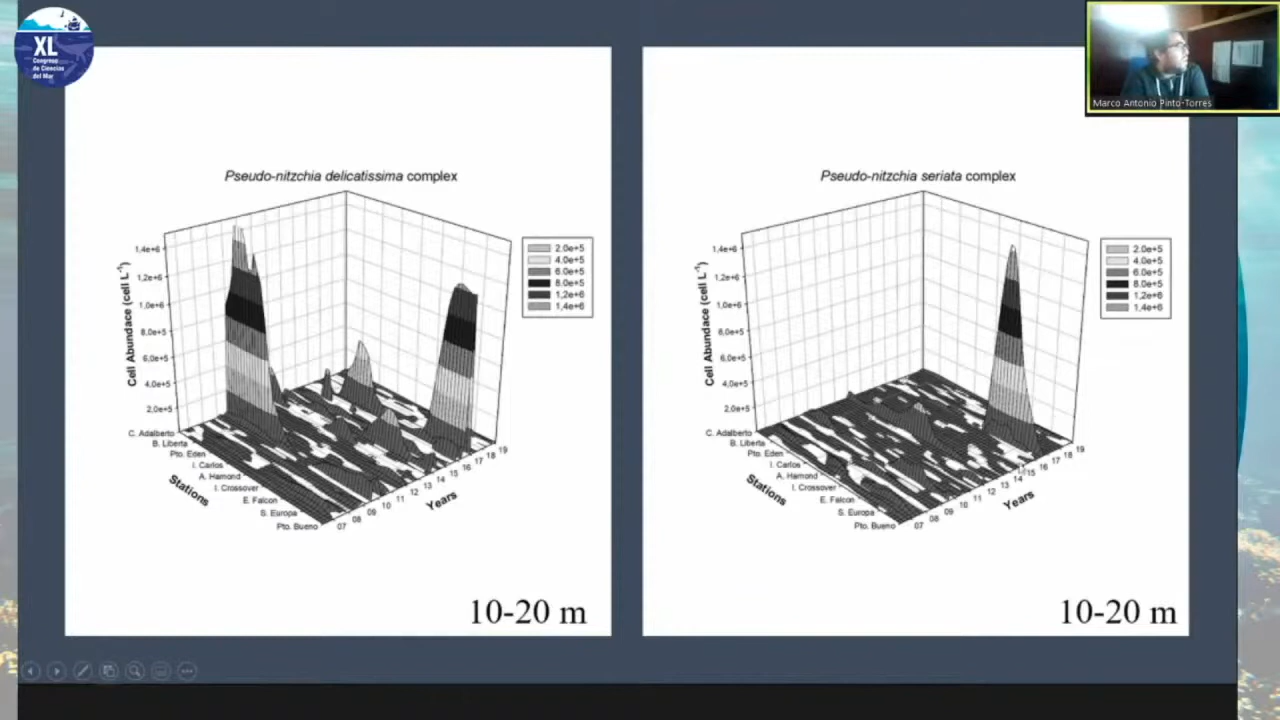 XL
Congreso
de Ciencias
del Mar
Marco Antonio Pinto-Torres
Pseudo-nitzchia delicatissima complex
1,4e+6
1,2e+6
1,0e+6
8,0e+5
6,0e+5
4,0e+5
2,0e+5
Cell Abundace (cell L⁻¹)
C. Adalberto
B. Liberta
Pto. Eden
I. Carlos
A. Hamond
I. Crossover
E. Falcon
S. Europa
Pto. Bueno
Stations
07
08
09
10
11
12
13
14
15
16
17
18
19
Years
2,0e+5
4,0e+5
6,0e+5
8,0e+5
1,2e+6
1,4e+6
10-20 m
Pseudo-nitzchia seriata complex
1,4e+6
1,2e+6
1,0e+6
8,0e+5
6,0e+5
4,0e+5
2,0e+5
Cell Abundace (cell L⁻¹)
C. Adalberto
B. Liberta
Pto. Eden
I. Carlos
A. Hamond
I. Crossover
E. Falcon
S. Europa
Pto. Bueno
Stations
07
08
09
10
11
12
13
14
15
16
17
18
19
Years
2,0e+5
4,0e+5
6,0e+5
8,0e+5
1,2e+6
1,4e+6
10-20 m